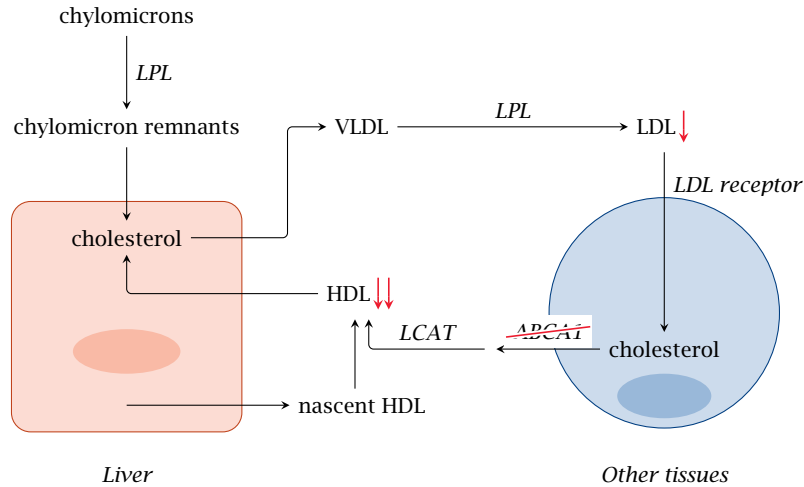 chylomicrons
LPL
chylomicron remnants
VLDL
LPL
LDL
LDL receptor
cholesterol
HDL
LCAT
ABCA1
cholesterol
nascent HDL
Liver
Other tissues